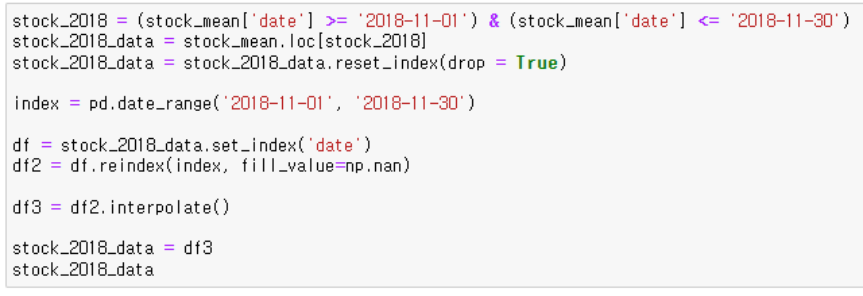 stock_2018 = (stock_mean['date'] >= '2018-11-01') & (stock_mean['date'] <= '2018-11-30')
stock_2018_data = stock_mean.loc[stock_2018]
stock_2018_data = stock_2018_data.reset_index(drop = True)
index = pd.date_range('2018-11-01', '2018-11-30')
df = stock_2018_data.set_index('date')
df2 = df.reindex(index, fill_value=np.nan)
df3 = df2.interpolate()
stock_2018_data = df3
stock_2018_data